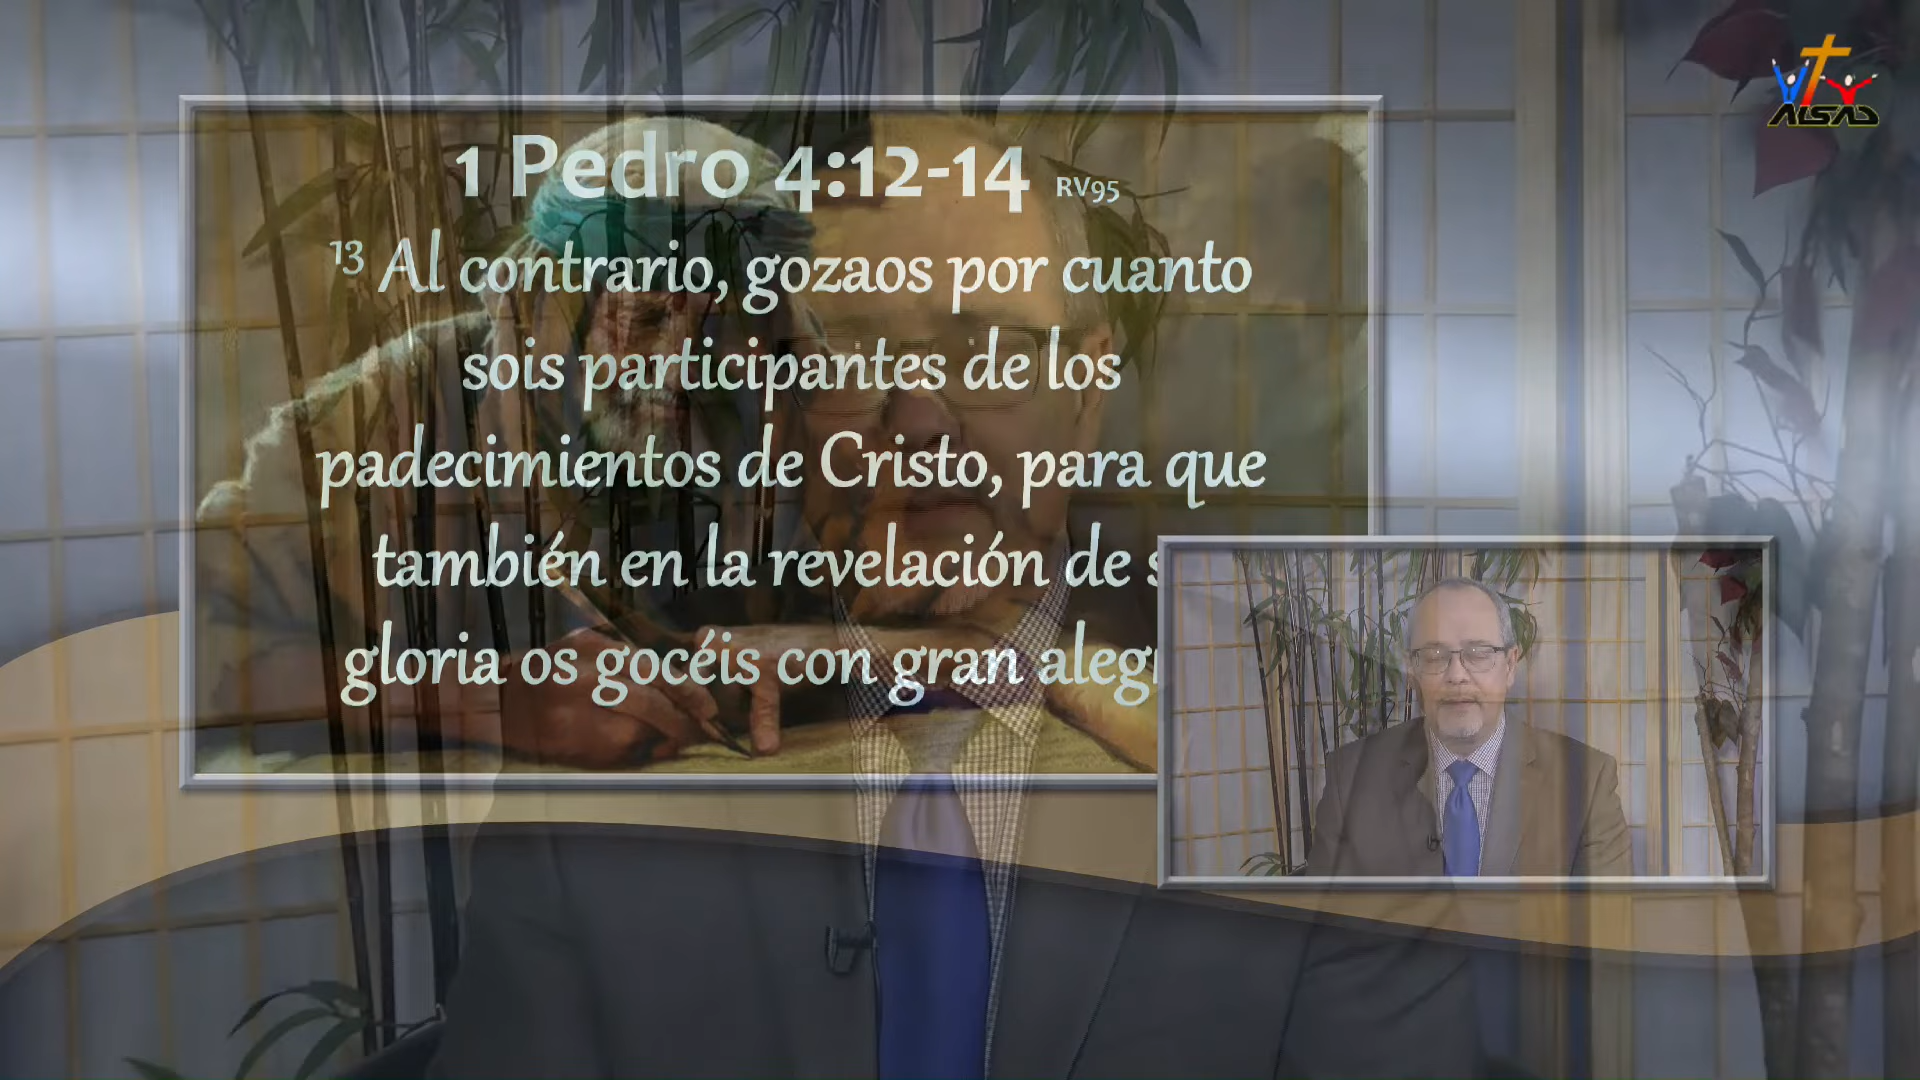 ALSAD
1 Pedro 4:12-14 RV95
13 Al contrario, gozaos por cuanto
sois participantes de los
padecimientos de Cristo, para que
también en la revelación de
gloria os gocéis con gran